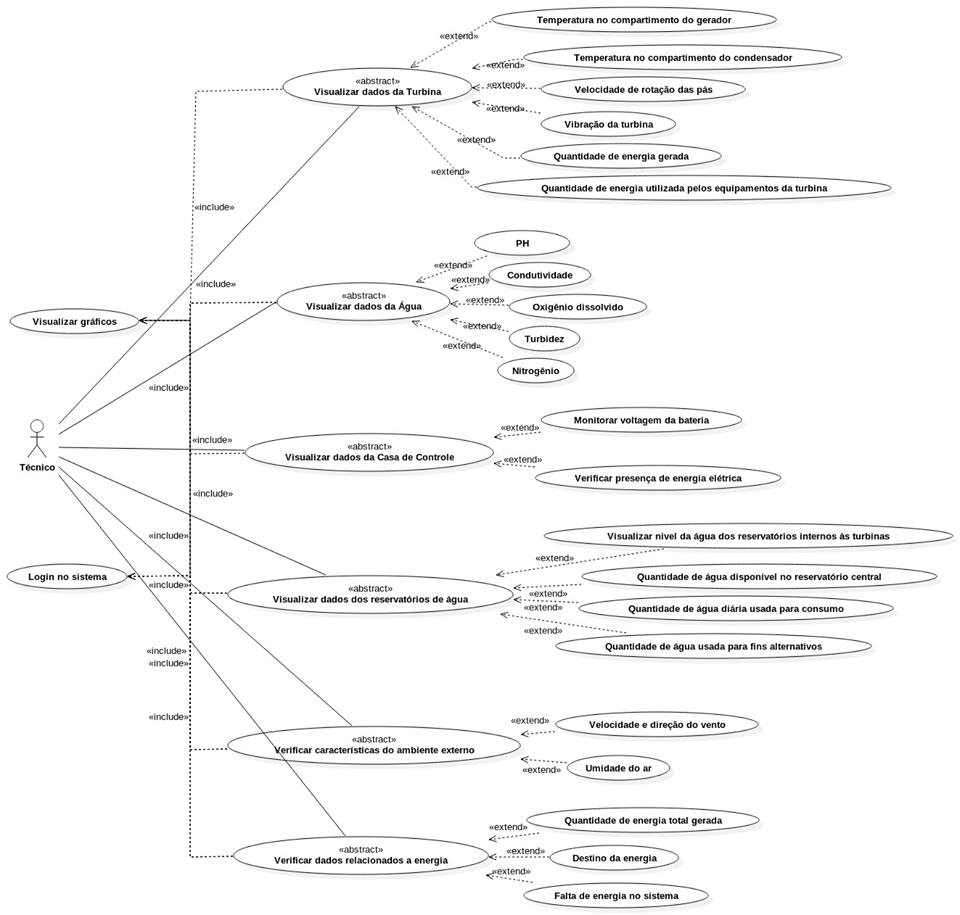 Temperatura no compartimento do gerador
«extend»
Temperatura no compartimento do condensador
«extend»
«abstract»
Visualizar dados da Turbina
«extend»
Velocidade de rotação das pás
«extend»
Vibração da turbina
«extend»
Quantidade de energia gerada
«extend»
Quantidade de energia utilizada pelos equipamentos da turbina
«include»
PH
«extend»
Condutividade
«extend»
«include»
«abstract»
Visualizar dados da Água
«extend»
Oxigênio dissolvido
«extend»
Turbidez
«extend»
Nitrogênio
Visualizar gráficos
«include»
Técnico
«include»
«abstract»
Visualizar dados da Casa de Controle
«extend»
Monitorar voltagem da bateria
«extend»
Verificar presença de energia elétrica
«include»
«include»
Visualizar nivel da água dos reservatórios internos às turbinas
«extend»
Login no sistema
«include»
«abstract»
Visualizar dados dos reservatórios de água
«extend»
Quantidade de água disponível no reservatório central
«extend»
Quantidade de água diária usada para consumo
«extend»
Quantidade de água usada para fins alternativos
«include»
«include»
«include»
«abstract»
Verificar características do ambiente externo
«extend»
Velocidade e direção do vento
«extend»
Umidade do ar
«abstract»
Verificar dados relacionados a energia
«extend»
Quantidade de energia total gerada
«extend»
Destino da energia
«extend»
Falta de energia no sistema